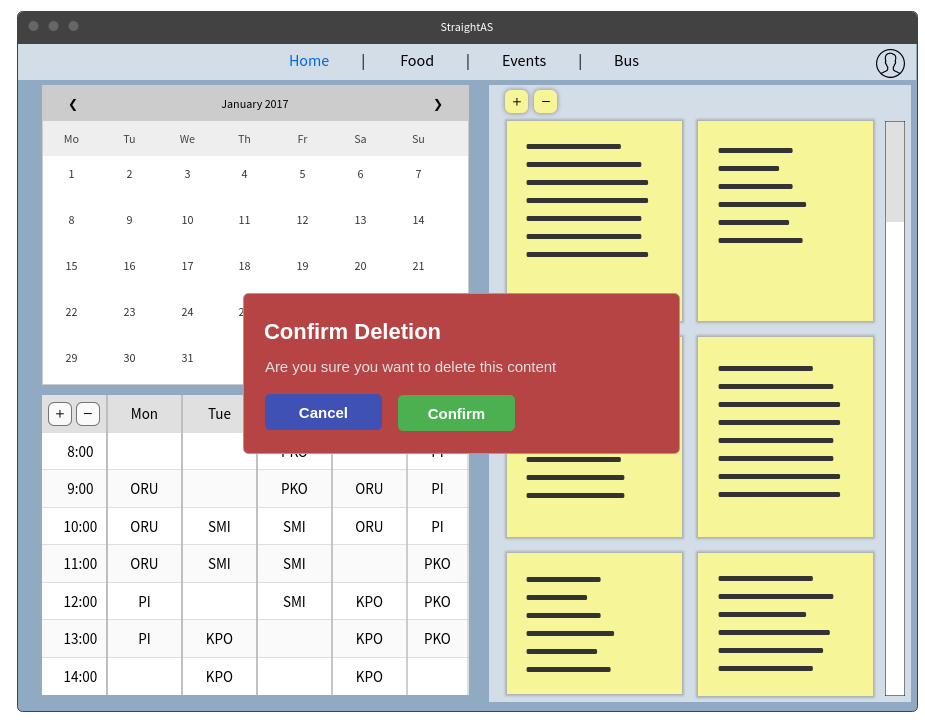 StraightAS
Home | Food | Events | Bus
❮ January 2017 ❯
+ −
Mo Tu We Th Fr Sa Su
1 2 3 4 5 6 7
8 9 10 11 12 13 14
15 16 17 18 19 20 21
22 23 24
29 30 31
Confirm Deletion
Are you sure you want to delete this content
Cancel Confirm
+ − Mon Tue
8:00 PKO PI
9:00 ORU PKO ORU PI
10:00 ORU SMI SMI ORU PI
11:00 ORU SMI SMI PKO
12:00 PI SMI KPO PKO
13:00 PI KPO KPO PKO
14:00 KPO KPO